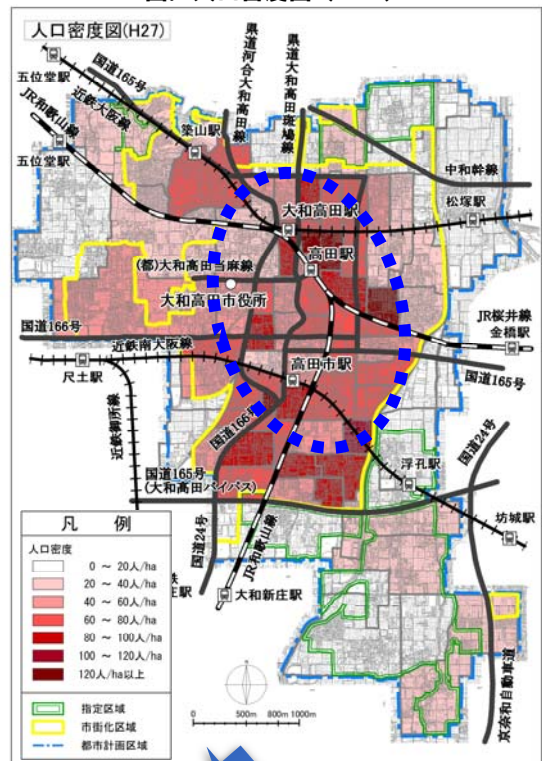 人口密度図(H27)
国道165号
五位堂駅
近鉄大阪線
JR和歌山線
県道河合大和高田線
県道大和高田斑鳩線
築山駅
五位堂駅
中和幹線
大和高田駅
松塚駅
高田駅
(都)大和高田当麻線
大和高田市役所
JR桜井線
金橋駅
国道166号
近鉄南大阪線
尺土駅
高田市駅
国道165号
国道166号
近鉄御所線
国道24号
浮孔駅
国道165号
(大和高田バイパス)
坊城駅
国道24号
JR和歌山線
大和新庄駅
京奈和自動車道
凡 例
人口密度
0 ~ 20人/ha
20 ~ 40人/ha
40 ~ 60人/ha
60 ~ 80人/ha
80 ~ 100人/ha
100 ~ 120人/ha
120人/ha以上
指定区域
市街化区域
都市計画区域
0 500m 800m 1000m